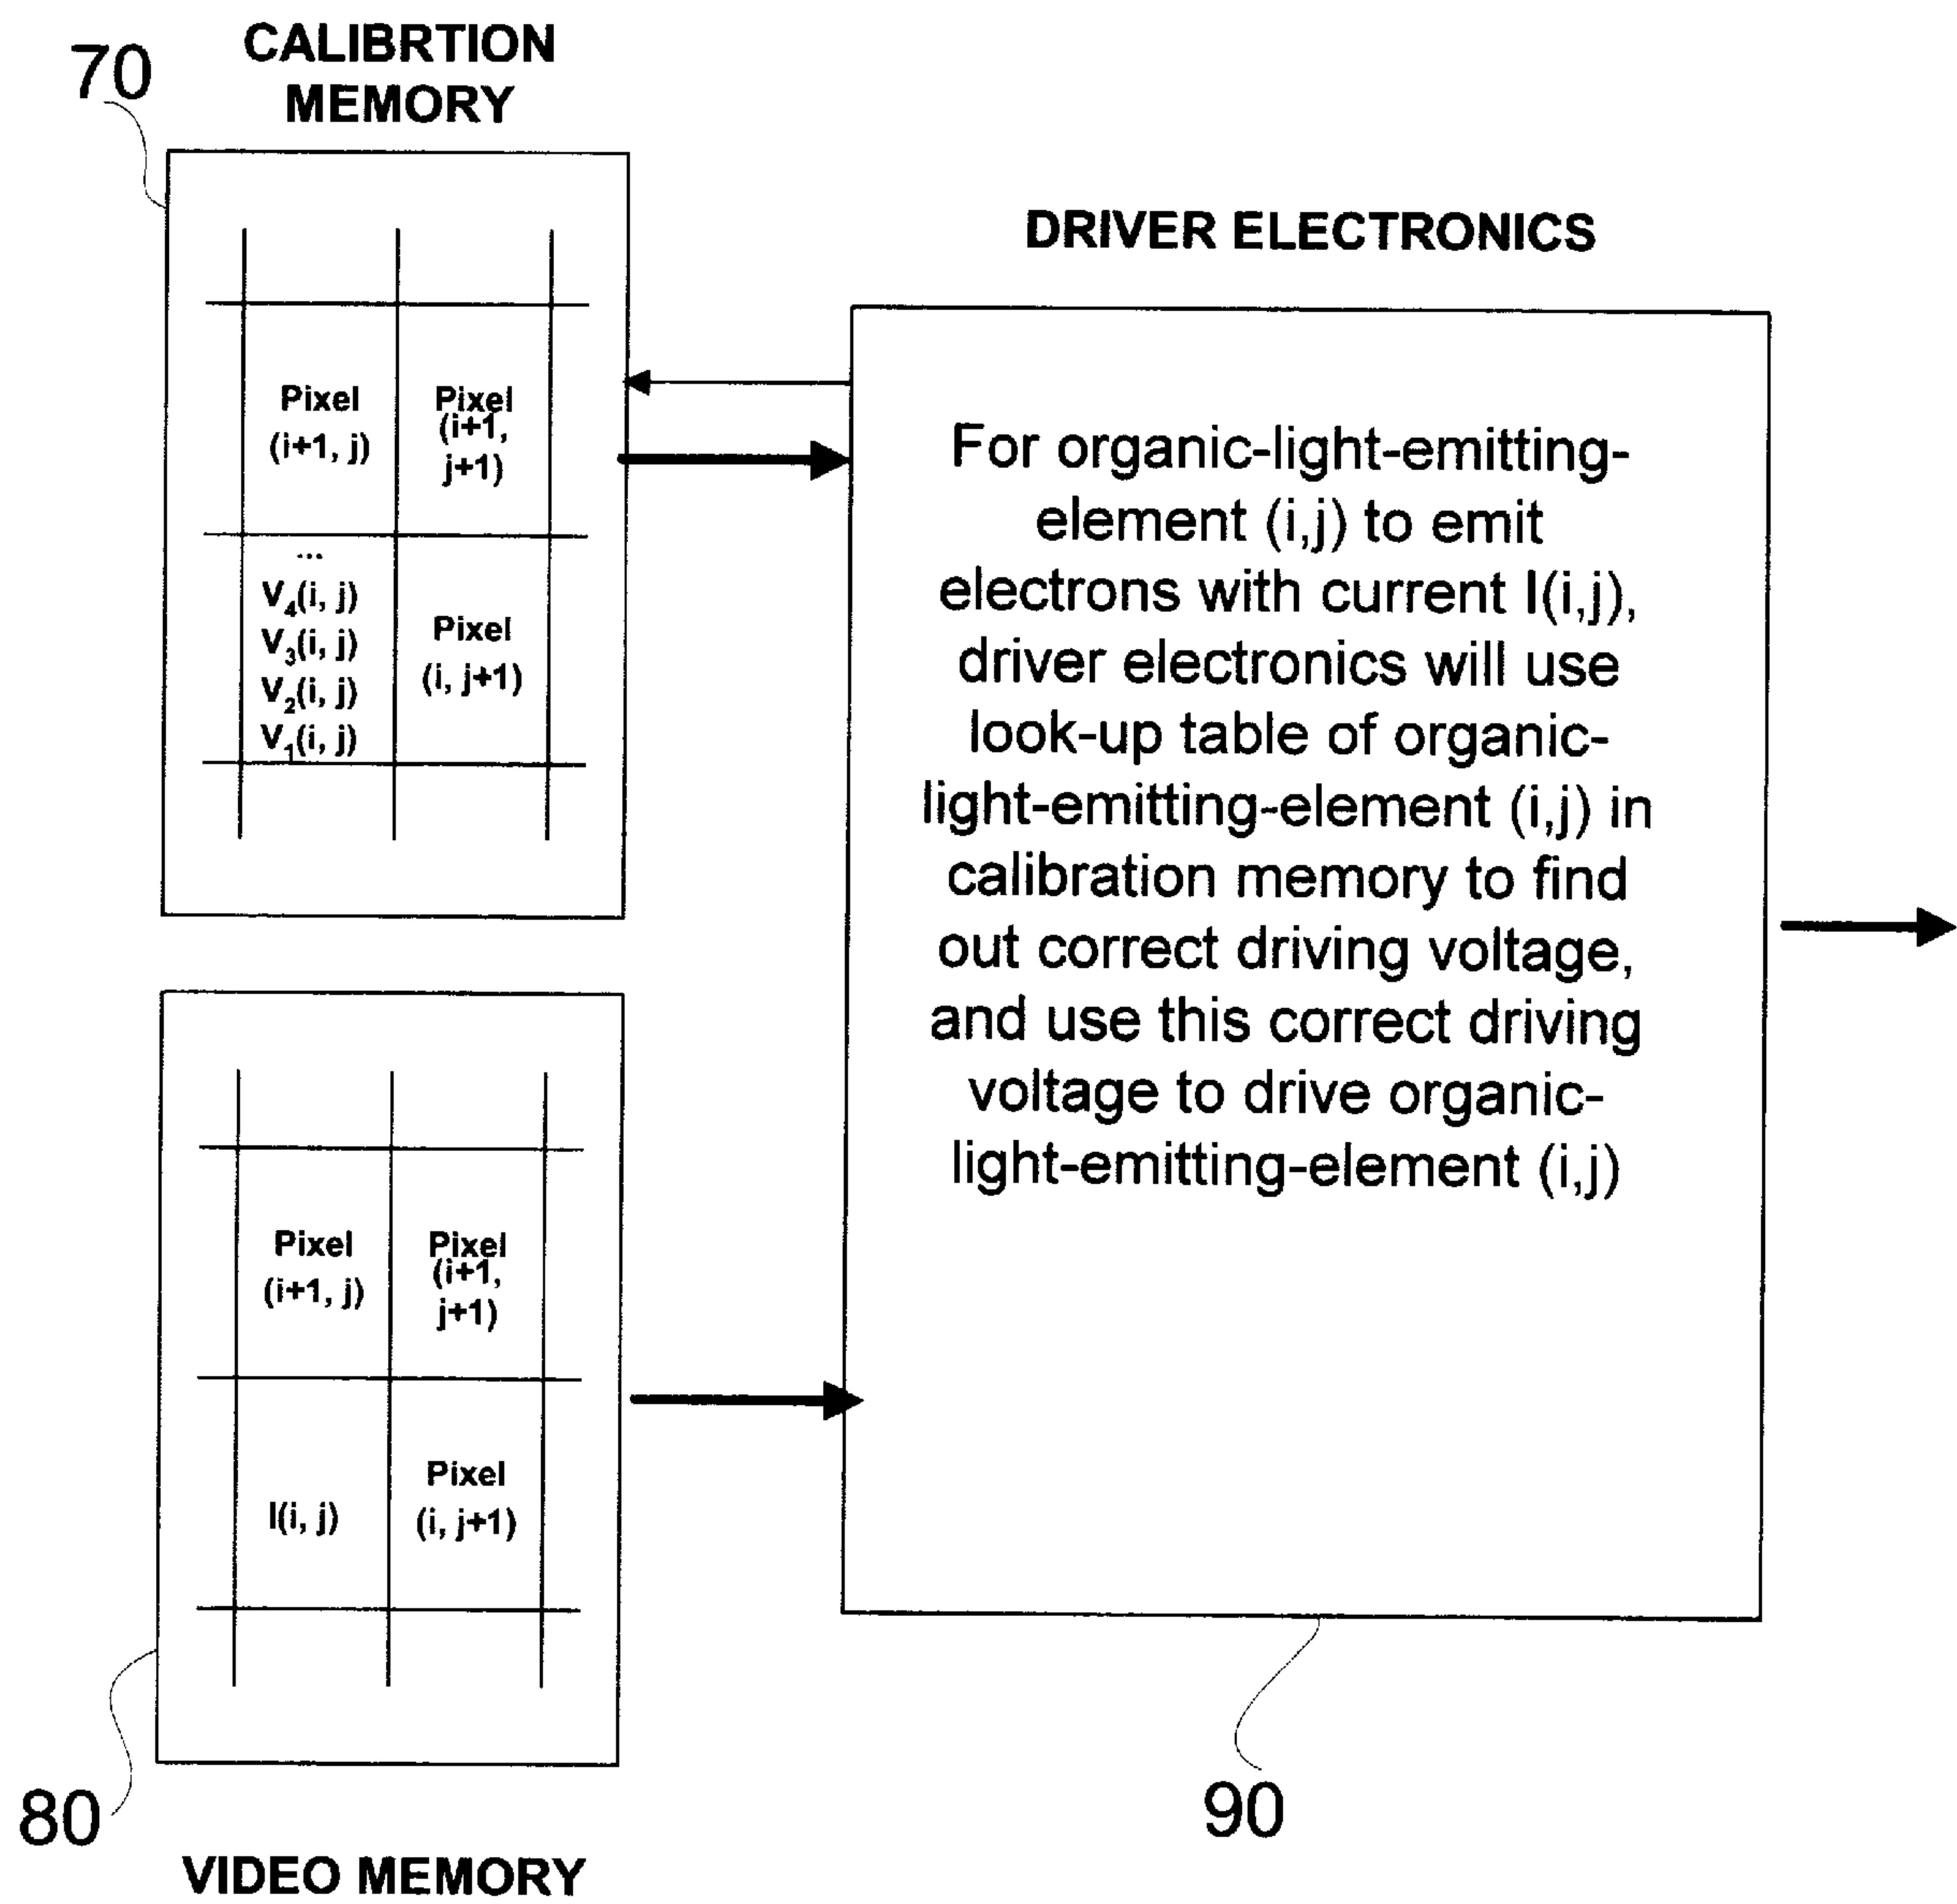 70
CALIBRTION
MEMORY
Pixel
(i+1, j)
Pixel
(i+1,
j+1)
...
V₄(i, j)
V₃(i, j)
V₂(i, j)
V₁(i, j)
Pixel
(i, j+1)
DRIVER ELECTRONICS
For organic-light-emitting-
element (i,j) to emit
electrons with current I(i,j),
driver electronics will use
look-up table of organic-
light-emitting-element (i,j) in
calibration memory to find
out correct driving voltage,
and use this correct driving
voltage to drive organic-
light-emitting-element (i,j)
90
Pixel
(i+1, j)
Pixel
(i+1,
j+1)
I(i, j)
Pixel
(i, j+1)
80
VIDEO MEMORY